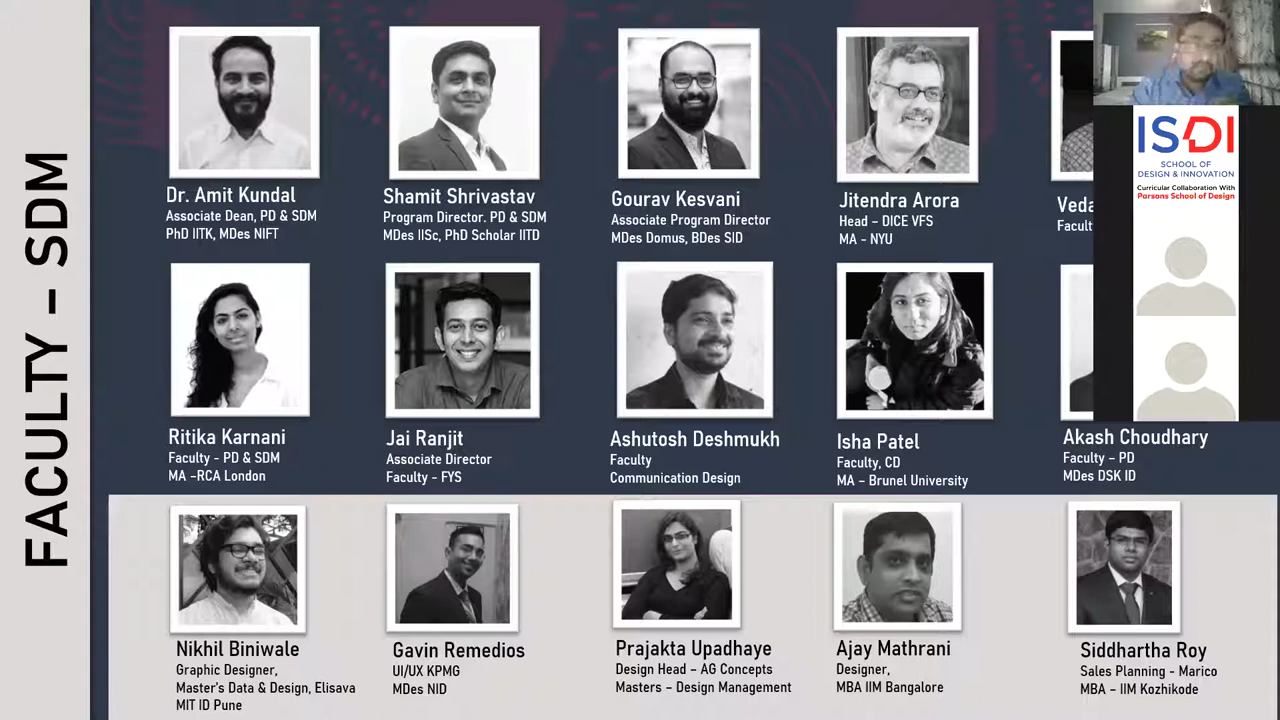 FACULTY – SDM
Dr. Amit Kundal
Associate Dean, PD & SDM
PhD IITK, MDes NIFT
Shamit Shrivastav
Program Director. PD & SDM
MDes IISc, PhD Scholar IITD
Gourav Kesvani
Associate Program Director
MDes Domus, BDes SID
Jitendra Arora
Head – DICE VFS
MA - NYU
ISDI
SCHOOL OF
DESIGN & INNOVATION
Curricular Collaboration With
Parsons School of Design
Ritika Karnani
Faculty - PD & SDM
MA –RCA London
Jai Ranjit
Associate Director
Faculty - FYS
Ashutosh Deshmukh
Faculty
Communication Design
Isha Patel
Faculty, CD
MA – Brunel University
Akash Choudhary
Faculty – PD
MDes DSK ID
Nikhil Biniwale
Graphic Designer,
Master's Data & Design, Elisava
MIT ID Pune
Gavin Remedios
UI/UX KPMG
MDes NID
Prajakta Upadhaye
Design Head – AG Concepts
Masters – Design Management
Ajay Mathrani
Designer,
MBA IIM Bangalore
Siddhartha Roy
Sales Planning - Marico
MBA – IIM Kozhikode